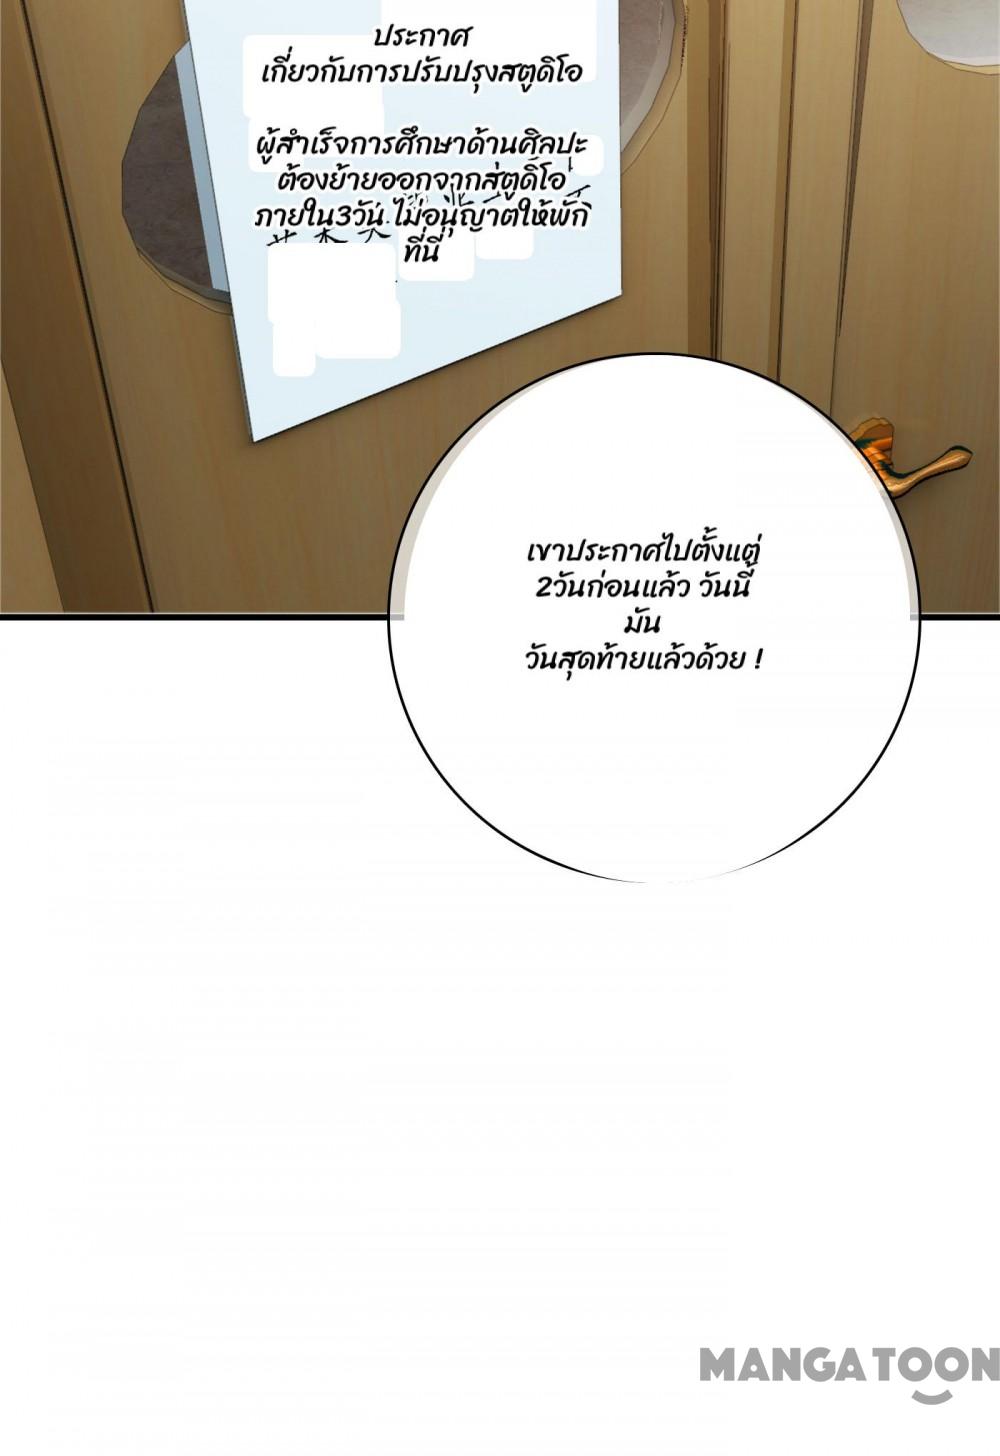 ประกาศ
เกี่ยวกับการปรับปรุงสตูดิโอ
ผู้สำเร็จการศึกษาด้านศิลปะ
ต้องย้ายออกจากสตูดิโอ
ภายใน3วัน ไม่อนุญาตให้พัก
ที่นี่
เขาประกาศไปตั้งแต่
2วันก่อนแล้ว วันนี้
มัน
วันสุดท้ายแล้วด้วย !
MANGATOON